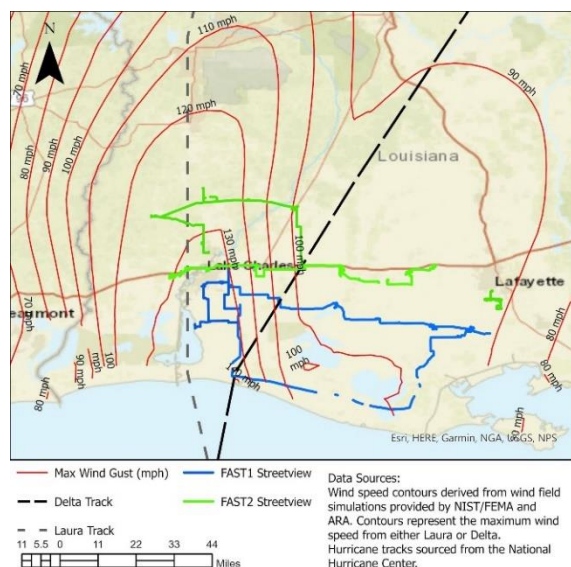 N
110 mph
70 mph
90 mph
80 mph
90 mph
100 mph
120 mph
Louisiana
130 mph
100 mph
Lake Charles
Lafayette
70 mph
eaumont
100
mph
90
mph
100
80 mph
80 mph
80 mph
Esri, HERE, Garmin, NGA, USGS, NPS
Max Wind Gust (mph)
FAST1 Streetview
Delta Track
FAST2 Streetview
Laura Track
11 5.5 0 11 22 33 44
Miles
Data Sources:
Wind speed contours derived from wind field
simulations provided by NIST/FEMA and
ARA. Contours represent the maximum wind
speed from either Laura or Delta.
Hurricane tracks sourced from the National
Hurricane Center.